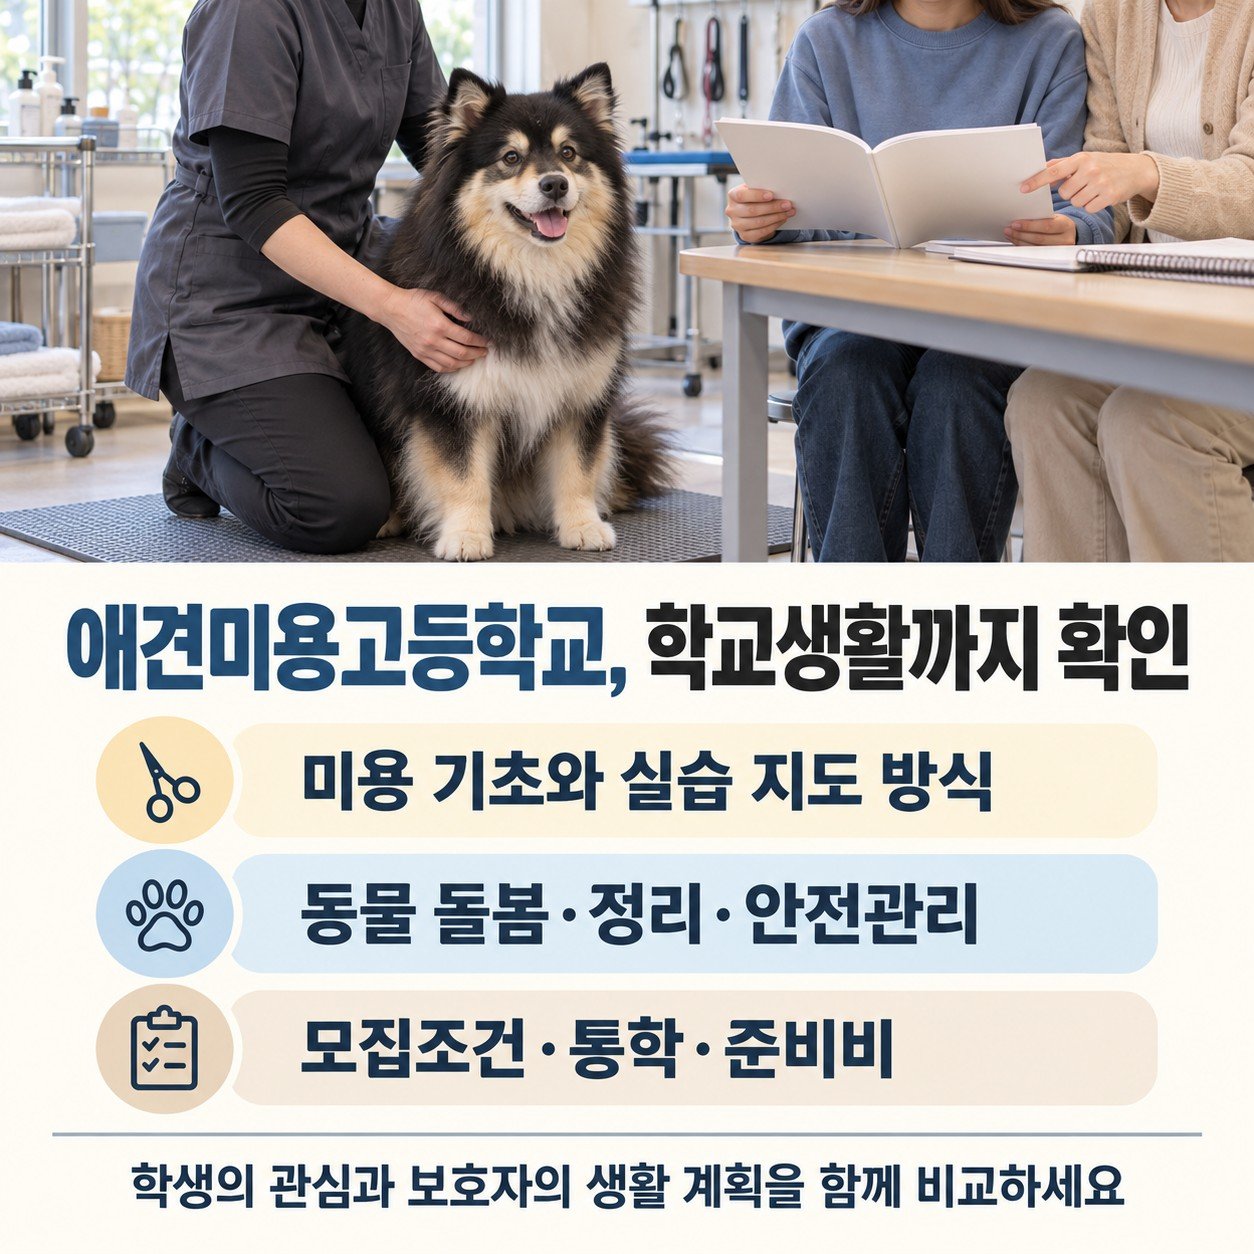 애견미용고등학교, 학교생활까지 확인
미용 기초와 실습 지도 방식
동물 돌봄·정리·안전관리
모집조건·통학·준비비
학생의 관심과 보호자의 생활 계획을 함께 비교하세요